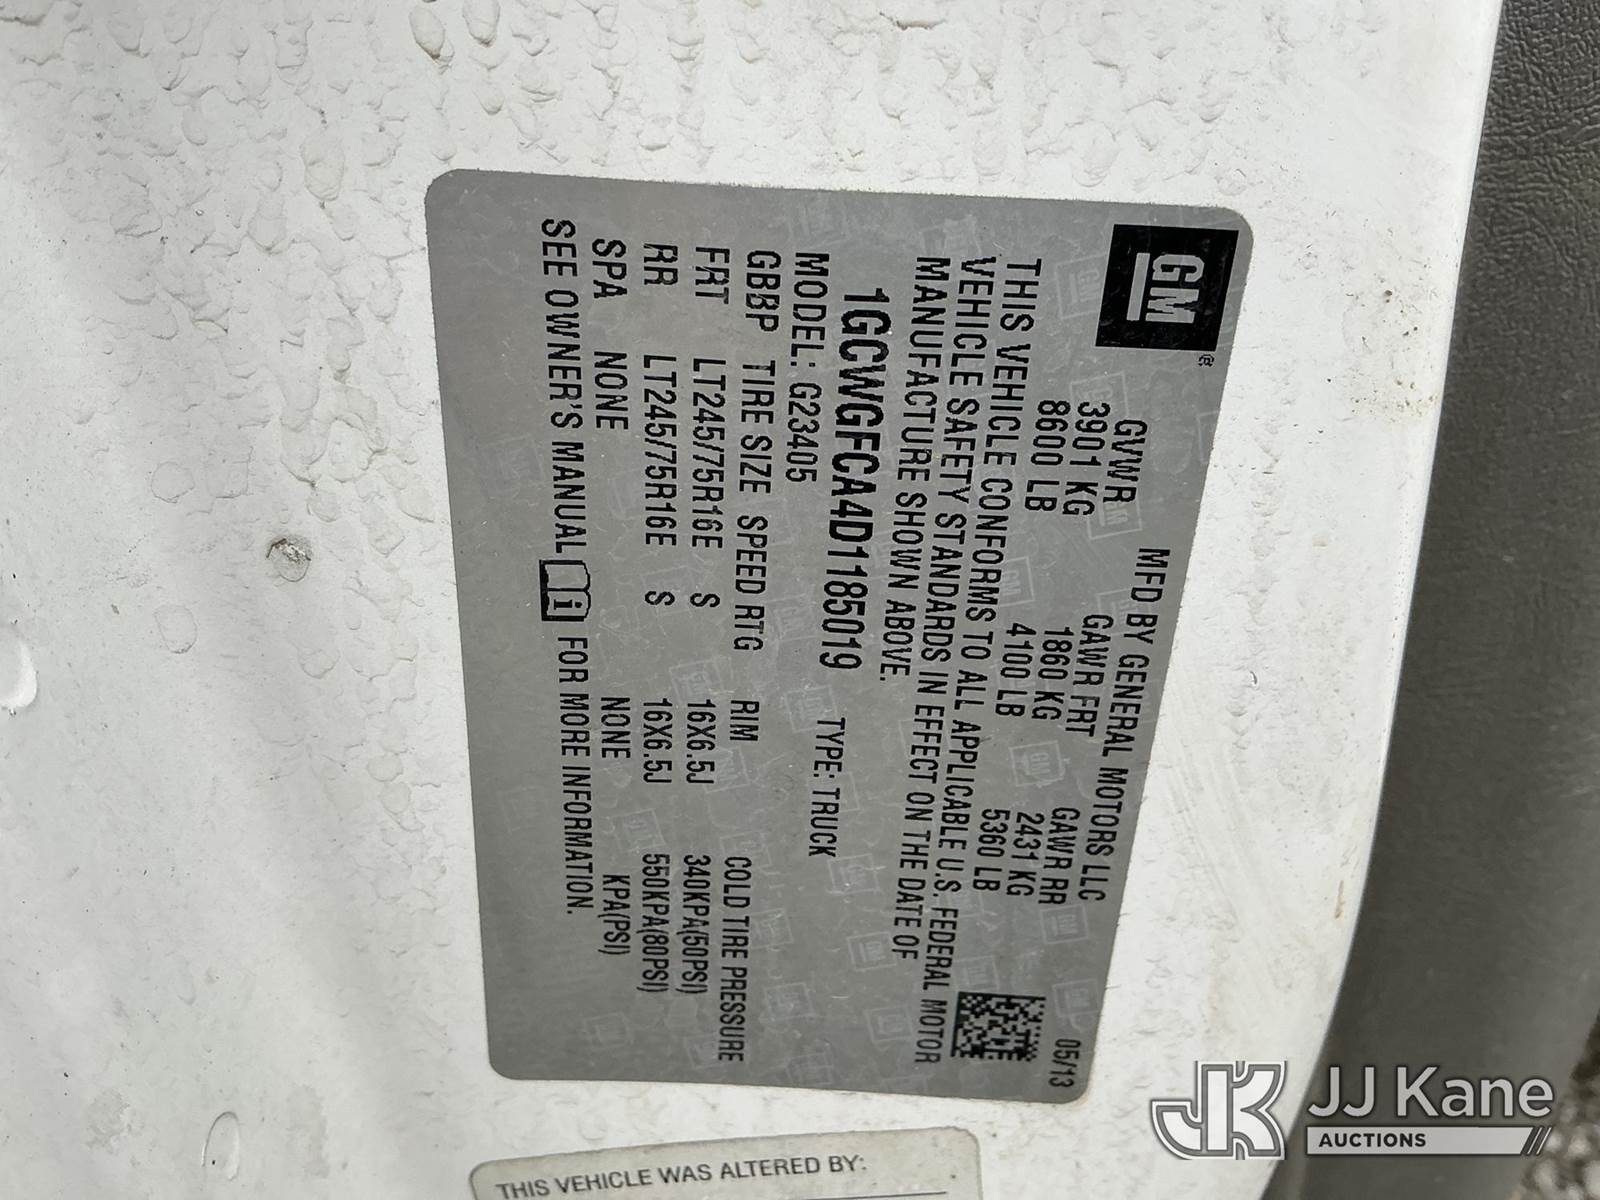 GM®
MFD BY GENERAL MOTORS LLC 05/13
GVWR GAWR FRT GAWR RR
3901 KG 1860 KG 2431 KG
8600 LB 4100 LB 5360 LB
THIS VEHICLE CONFORMS TO ALL APPLICABLE U.S. FEDERAL MOTOR
VEHICLE SAFETY STANDARDS IN EFFECT ON THE DATE OF
MANUFACTURE SHOWN ABOVE.
1GCWGFCA4D1185019 TYPE: TRUCK
MODEL: G23405
GBBP TIRE SIZE SPEED RTG RIM COLD TIRE PRESSURE
FRT LT245/75R16E S 16X6.5J 340KPA(50PSI)
RR LT245/75R16E S 16X6.5J 550KPA(80PSI)
SPA NONE NONE KPA(PSI)
SEE OWNER'S MANUAL i FOR MORE INFORMATION.
THIS VEHICLE WAS ALTERED BY:
JK JJ Kane
AUCTIONS